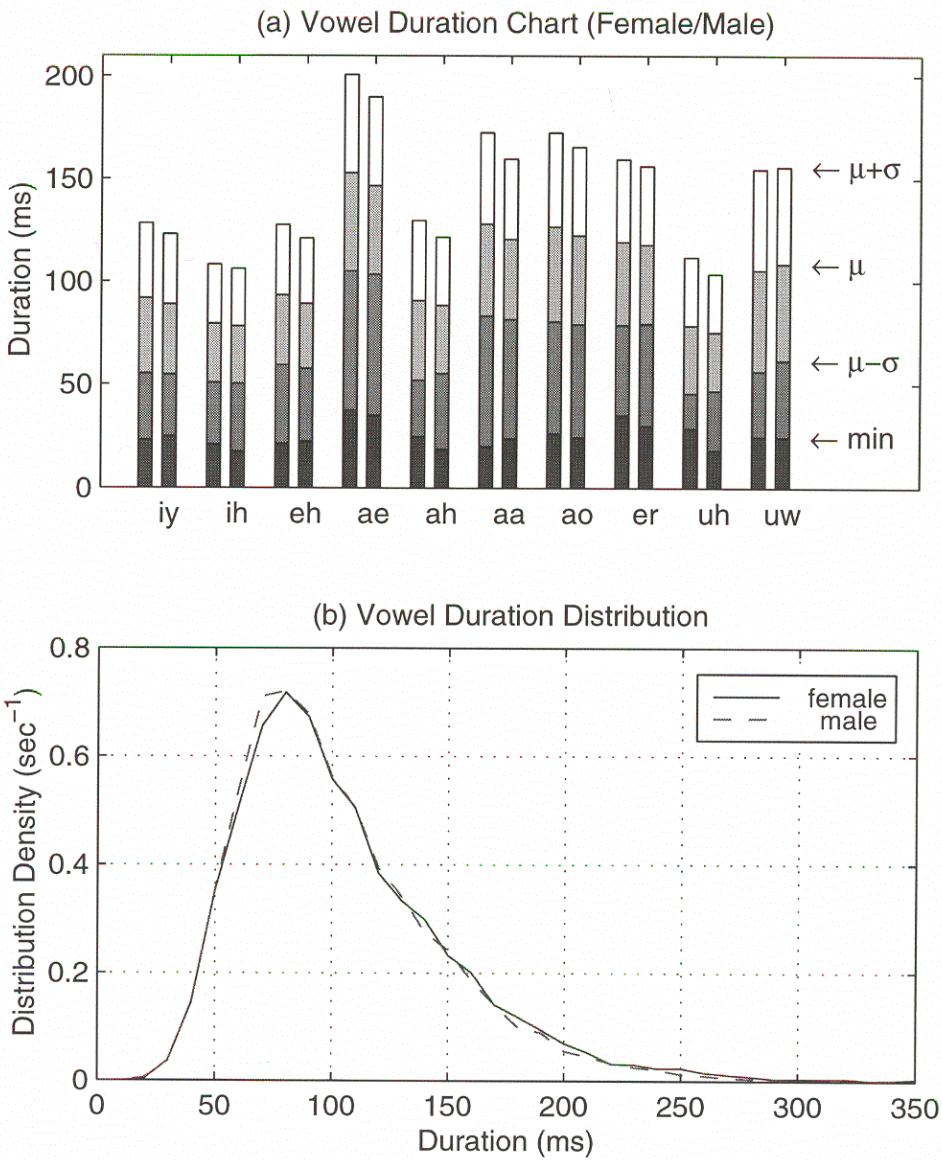 (a) Vowel Duration Chart (Female/Male)
Duration (ms)
200
150
100
50
0
← μ+σ
← μ
← μ−σ
← min
iy ih eh ae ah aa ao er uh uw
(b) Vowel Duration Distribution
Distribution Density (sec⁻¹)
0.8
0.6
0.4
0.2
0
female
male
0 50 100 150 200 250 300 350
Duration (ms)